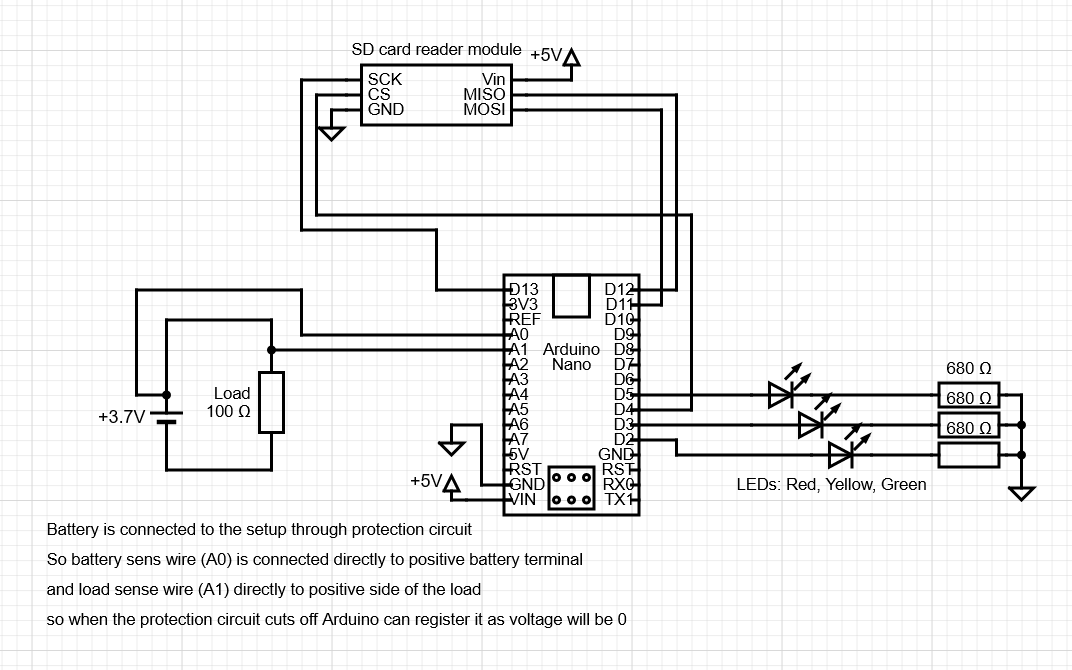 SD card reader module
+5V
SCK
CS
GND
Vin
MISO
MOSI
D13
3V3
REF
A0
A1
A2
A3
A4
A5
A6
A7
5V
RST
GND
VIN
Arduino
Nano
D12
D11
D10
D9
D8
D7
D6
D5
D4
D3
D2
GND
RST
RX0
TX1
+3.7V
Load
100 Ω
+5V
680 Ω
680 Ω
680 Ω
LEDs: Red, Yellow, Green
Battery is connected to the setup through protection circuit
So battery sens wire (A0) is connected directly to positive battery terminal
and load sense wire (A1) directly to positive side of the load
so when the protection circuit cuts off Arduino can register it as voltage will be 0